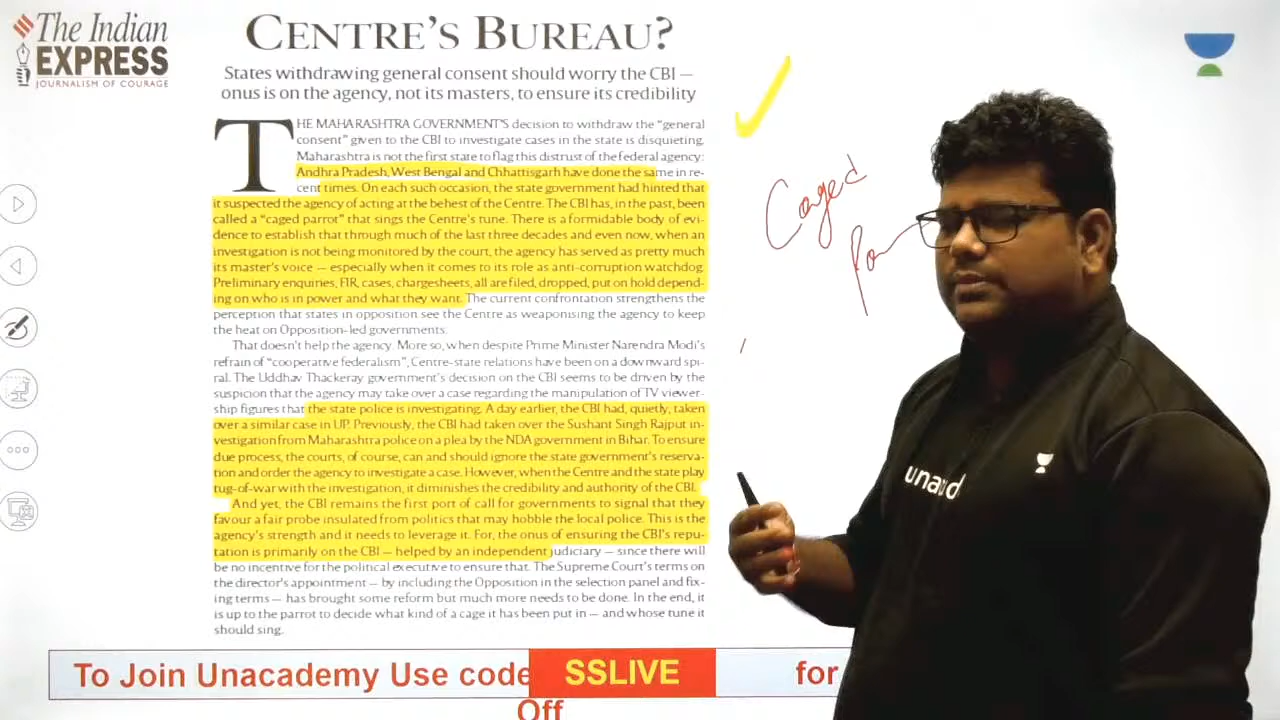 The Indian
EXPRESS
JOURNALISM OF COURAGE
CENTRE'S BUREAU?
States withdrawing general consent should worry the CBI —
onus is on the agency, not its masters, to ensure its credibility
THE MAHARASHTRA GOVERNMENT'S decision to withdraw the "general
consent" given to the CBI to investigate cases in the state is disquieting.
Maharashtra is not the first state to flag this distrust of the federal agency:
Andhra Pradesh, West Bengal and Chhattisgarh have done the same in re-
cent times. On each such occasion, the state government had hinted that
it suspected the agency of acting at the behest of the Centre. The CBI has, in the past, been
called a "caged parrot" that sings the Centre's tune. There is a formidable body of evi-
dence to establish that through much of the last three decades and even now, when an
investigation is not being monitored by the court, the agency has served as pretty much
its master's voice — especially when it comes to its role as anti-corruption watchdog.
Preliminary enquiries, FIR, cases, chargesheets, all are filed, dropped, put on hold depend-
ing on who is in power and what they want. The current confrontation strengthens the
perception that states in opposition see the Centre as weaponising the agency to keep
the heat on Opposition-led governments.
That doesn't help the agency. More so, when despite Prime Minister Narendra Modi's
refrain of "cooperative federalism", Centre-state relations have been on a downward spi-
ral. The Uddhav Thackeray government's decision on the CBI seems to be driven by the
suspicion that the agency may take over a case regarding the manipulation of TV viewer-
ship figures that the state police is investigating. A day earlier, the CBI had, quietly, taken
over a similar case in UP. Previously, the CBI had taken over the Sushant Singh Rajput in-
vestigation from Maharashtra police on a plea by the NDA government in Bihar. To ensure
due process, the courts, of course, can and should ignore the state government's reserva-
tion and order the agency to investigate a case. However, when the Centre and the state play
tug-of-war with the investigation, it diminishes the credibility and authority of the CBI.
And yet, the CBI remains the first port of call for governments to signal that they
favour a fair probe insulated from politics that may hobble the local police. This is the
agency's strength and it needs to leverage it. For, the onus of ensuring the CBI's repu-
tation is primarily on the CBI — helped by an independent judiciary — since there will
be no incentive for the political executive to ensure that. The Supreme Court's terms on
the director's appointment — by including the Opposition in the selection panel and fix-
ing terms — has brought some reform but much more needs to be done. In the end, it
is up to the parrot to decide what kind of a cage it has been put in — and whose tune it
should sing.
Caged
unacad
To Join Unacademy Use code SSLIVE for
Off